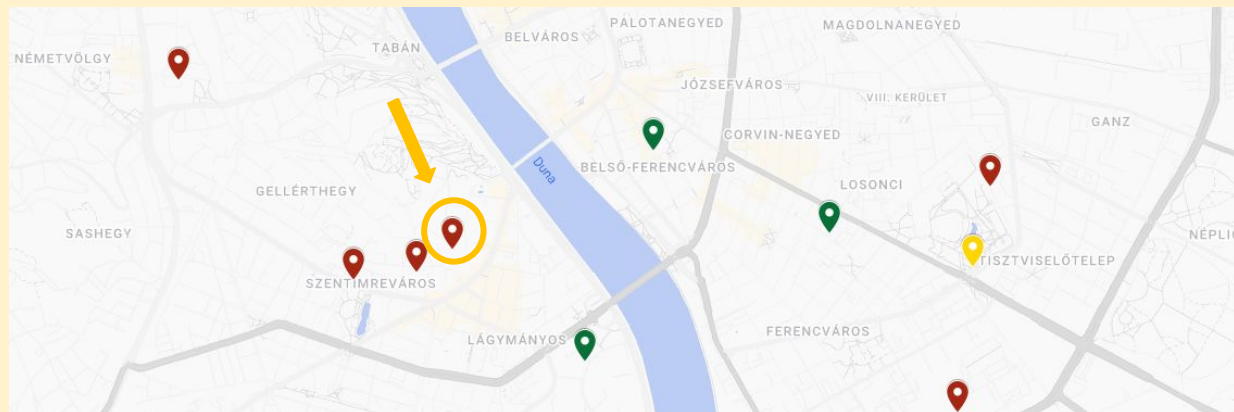 PALOTANEGYED
MAGDOLNANEGYED
BELVÁROS
TABÁN
NÉMETVÖLGY
JÓZSEFVÁROS
VIII. KERÜLET
GANZ
CORVIN-NEGYED
BELSŐ-FERENCVÁROS
Duna
LOSONCI
GELLÉRTHEGY
SASHEGY
TISZTVISELŐTELEP
SZENTIMREVÁROS
FERENCVÁROS
LÁGYMÁNYOS